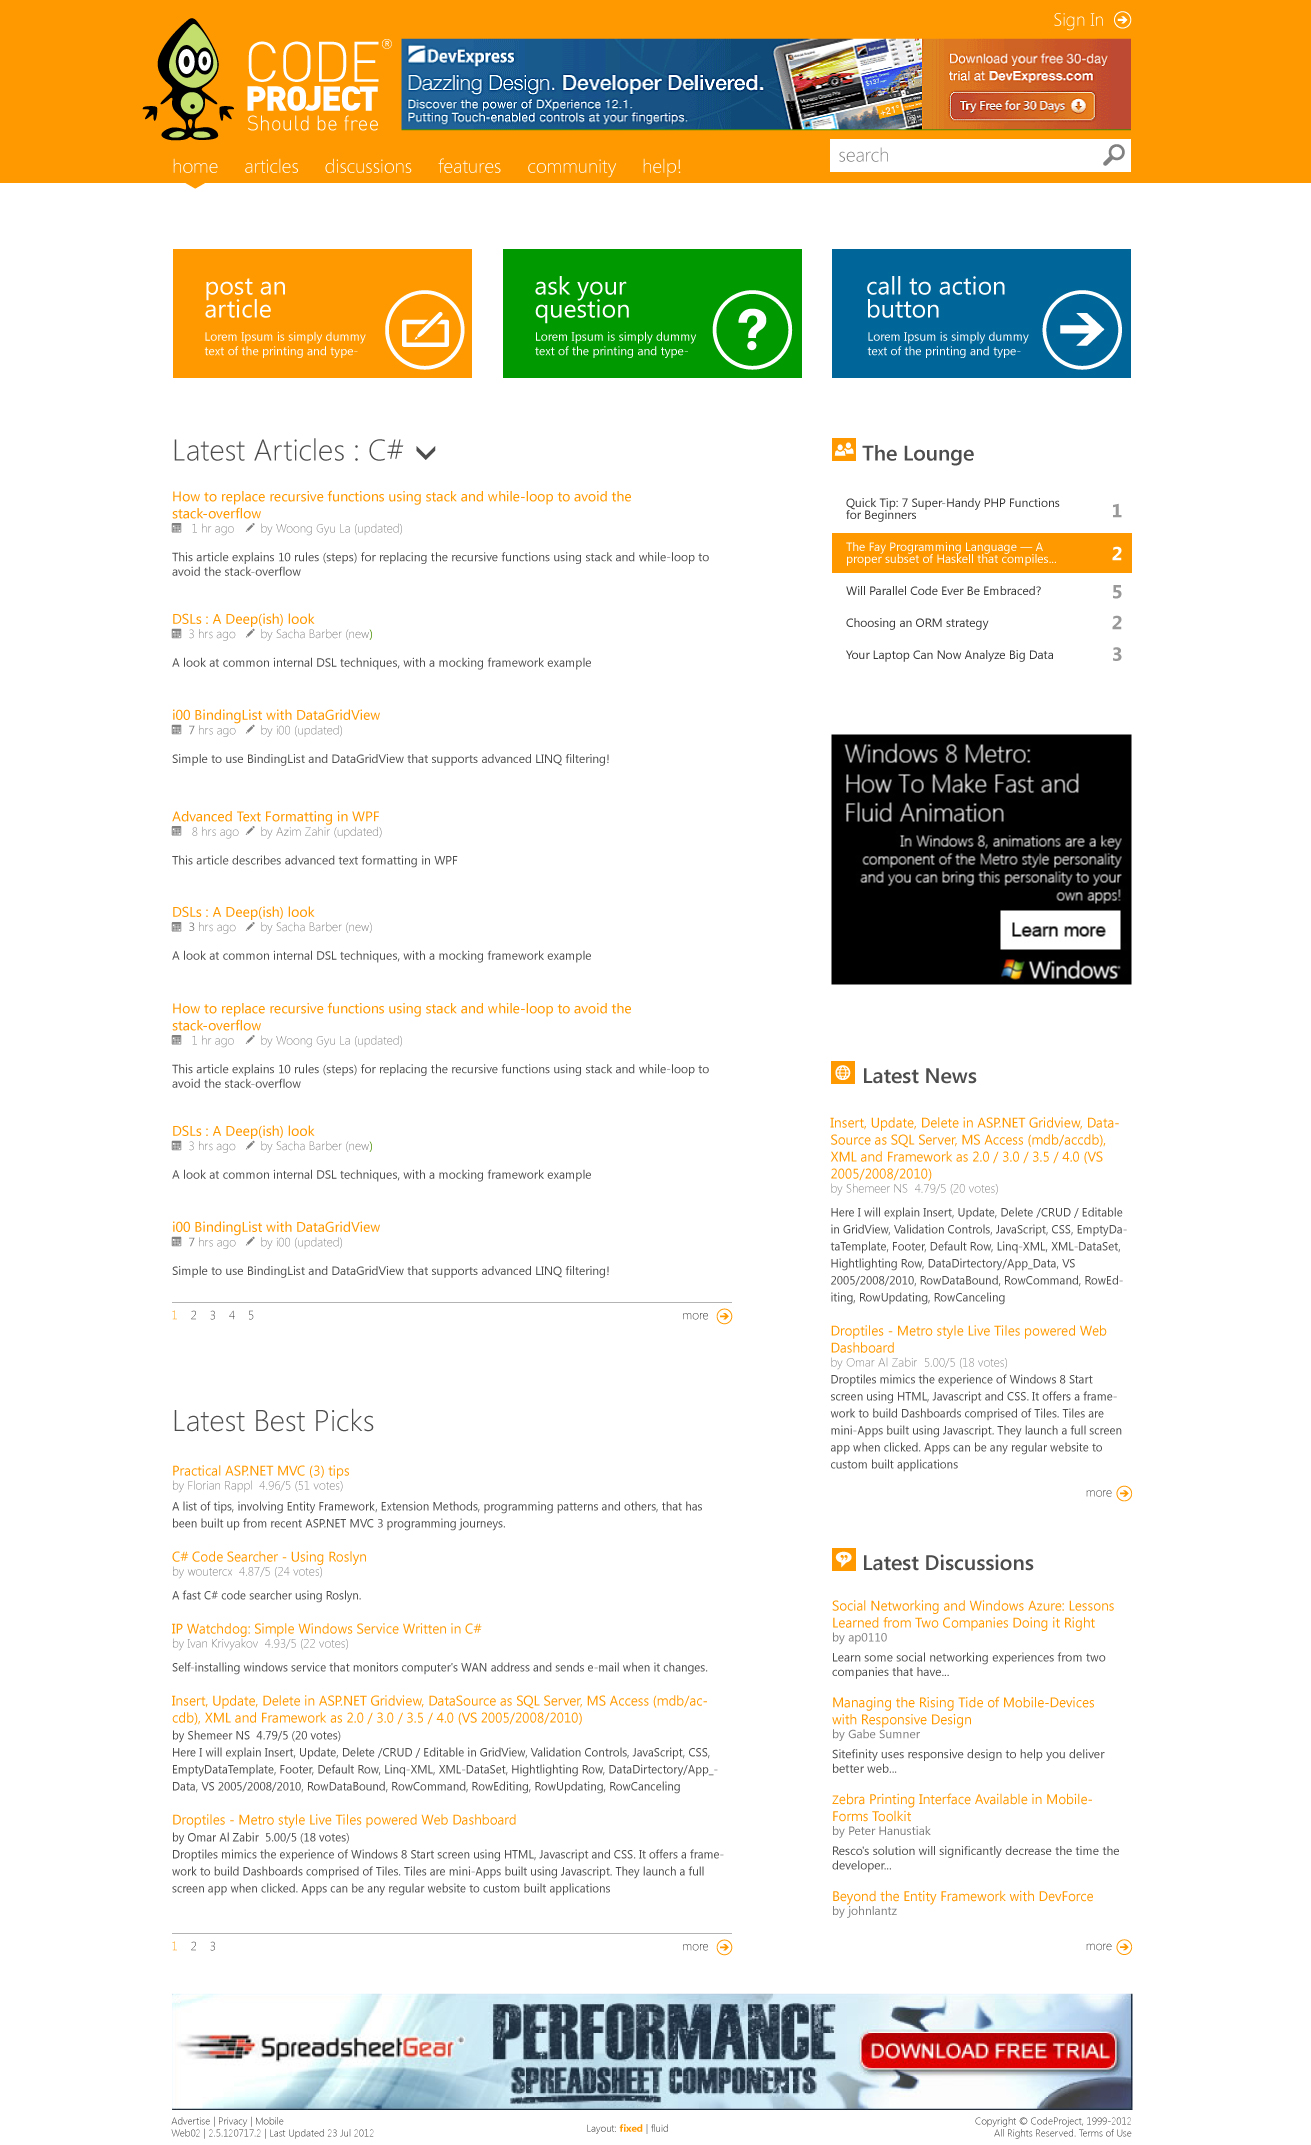 Sign In
CODE ®
PROJECT
Should be free
DevExpress
Dazzling Design. Developer Delivered.
Discover the power of DXperience 12.1.
Putting Touch-enabled controls at your fingertips.
Download your free 30-day
trial at DevExpress.com
Try Free for 30 Days
home articles discussions features community help!
search
post an
article
Lorem Ipsum is simply dummy
text of the printing and type-
ask your
question
Lorem Ipsum is simply dummy
text of the printing and type-
call to action
button
Lorem Ipsum is simply dummy
text of the printing and type-
Latest Articles : C#
How to replace recursive functions using stack and while-loop to avoid the
stack-overflow
1 hr ago by Woong Gyu La (updated)
This article explains 10 rules (steps) for replacing the recursive functions using stack and while-loop to
avoid the stack-overflow
DSLs : A Deep(ish) look
3 hrs ago by Sacha Barber (new)
A look at common internal DSL techniques, with a mocking framework example
i00 BindingList with DataGridView
7 hrs ago by i00 (updated)
Simple to use BindingList and DataGridView that supports advanced LINQ filtering!
Advanced Text Formatting in WPF
8 hrs ago by Azim Zahir (updated)
This article describes advanced text formatting in WPF
DSLs : A Deep(ish) look
3 hrs ago by Sacha Barber (new)
A look at common internal DSL techniques, with a mocking framework example
How to replace recursive functions using stack and while-loop to avoid the
stack-overflow
1 hr ago by Woong Gyu La (updated)
This article explains 10 rules (steps) for replacing the recursive functions using stack and while-loop to
avoid the stack-overflow
DSLs : A Deep(ish) look
3 hrs ago by Sacha Barber (new)
A look at common internal DSL techniques, with a mocking framework example
i00 BindingList with DataGridView
7 hrs ago by i00 (updated)
Simple to use BindingList and DataGridView that supports advanced LINQ filtering!
1 2 3 4 5 more
Latest Best Picks
Practical ASP.NET MVC (3) tips
by Florian Rappl 4.96/5 (51 votes)
A list of tips, involving Entity Framework, Extension Methods, programming patterns and others, that has
been built up from recent ASP.NET MVC 3 programming journeys.
C# Code Searcher - Using Roslyn
by woutercx 4.87/5 (24 votes)
A fast C# code searcher using Roslyn.
IP Watchdog: Simple Windows Service Written in C#
by Ivan Krivyakov 4.93/5 (22 votes)
Self-installing windows service that monitors computer's WAN address and sends e-mail when it changes.
Insert, Update, Delete in ASP.NET Gridview, DataSource as SQL Server, MS Access (mdb/ac-
cdb), XML and Framework as 2.0 / 3.0 / 3.5 / 4.0 (VS 2005/2008/2010)
by Shemeer NS 4.79/5 (20 votes)
Here I will explain Insert, Update, Delete /CRUD / Editable in GridView, Validation Controls, JavaScript, CSS,
EmptyDataTemplate, Footer, Default Row, Linq-XML, XML-DataSet, Hightlighting Row, DataDirtectory/App_-
Data, VS 2005/2008/2010, RowDataBound, RowCommand, RowEditing, RowUpdating, RowCanceling
Droptiles - Metro style Live Tiles powered Web Dashboard
by Omar Al Zabir 5.00/5 (18 votes)
Droptiles mimics the experience of Windows 8 Start screen using HTML, Javascript and CSS. It offers a frame-
work to build Dashboards comprised of Tiles. Tiles are mini-Apps built using Javascript. They launch a full
screen app when clicked. Apps can be any regular website to custom built applications
1 2 3 more
The Lounge
Quick Tip: 7 Super-Handy PHP Functions
for Beginners
1
The Fay Programming Language — A
proper subset of Haskell that compiles...
2
Will Parallel Code Ever Be Embraced? 5
Choosing an ORM strategy 2
Your Laptop Can Now Analyze Big Data 3
Windows 8 Metro:
How To Make Fast and
Fluid Animation
In Windows 8, animations are a key
component of the Metro style personality
and you can bring this personality to your
own apps!
Learn more
Windows
Latest News
Insert, Update, Delete in ASP.NET Gridview, Data-
Source as SQL Server, MS Access (mdb/accdb),
XML and Framework as 2.0 / 3.0 / 3.5 / 4.0 (VS
2005/2008/2010)
by Shemeer NS 4.79/5 (20 votes)
Here I will explain Insert, Update, Delete /CRUD / Editable
in GridView, Validation Controls, JavaScript, CSS, EmptyDa-
taTemplate, Footer, Default Row, Linq-XML, XML-DataSet,
Hightlighting Row, DataDirtectory/App_Data, VS
2005/2008/2010, RowDataBound, RowCommand, RowEd-
iting, RowUpdating, RowCanceling
Droptiles - Metro style Live Tiles powered Web
Dashboard
by Omar Al Zabir 5.00/5 (18 votes)
Droptiles mimics the experience of Windows 8 Start
screen using HTML, Javascript and CSS. It offers a frame-
work to build Dashboards comprised of Tiles. Tiles are
mini-Apps built using Javascript. They launch a full screen
app when clicked. Apps can be any regular website to
custom built applications
more
Latest Discussions
Social Networking and Windows Azure: Lessons
Learned from Two Companies Doing it Right
by ap0110
Learn some social networking experiences from two
companies that have...
Managing the Rising Tide of Mobile-Devices
with Responsive Design
by Gabe Sumner
Sitefinity uses responsive design to help you deliver
better web...
Zebra Printing Interface Available in Mobile-
Forms Toolkit
by Peter Hanustiak
Resco's solution will significantly decrease the time the
developer...
Beyond the Entity Framework with DevForce
by johnlantz
more
SpreadsheetGear
PERFORMANCE
SPREADSHEET COMPONENTS
DOWNLOAD FREE TRIAL
Advertise | Privacy | Mobile
Web02 | 2.5.120717.2 | Last Updated 23 Jul 2012
Layout: fixed | fluid
Copyright © CodeProject, 1999-2012
All Rights Reserved. Terms of Use